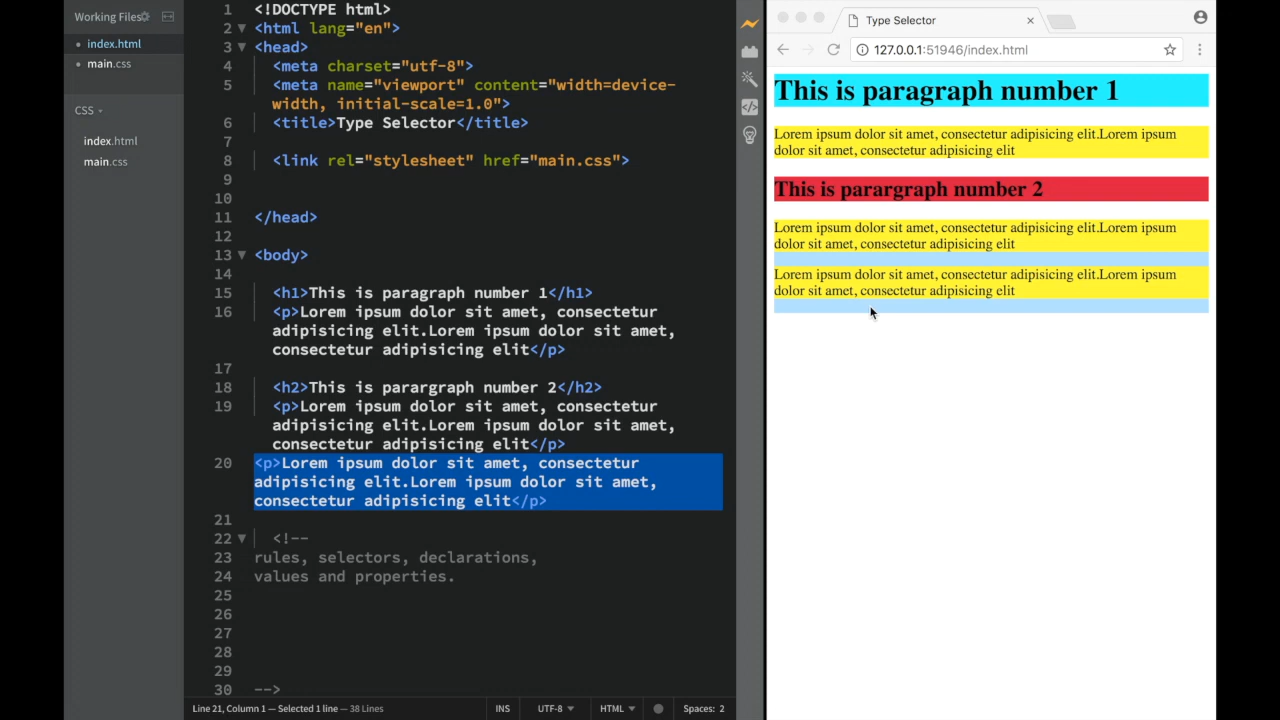 Working Files
index.html
main.css
CSS
index.html
main.css
1 <!DOCTYPE html>
2 <html lang="en">
3 <head>
4 <meta charset="utf-8">
5 <meta name="viewport" content="width=device-
width, initial-scale=1.0">
6 <title>Type Selector</title>
7
8 <link rel="stylesheet" href="main.css">
9
10
11 </head>
12
13 <body>
14
15 <h1>This is paragraph number 1</h1>
16 <p>Lorem ipsum dolor sit amet, consectetur
adipisicing elit.Lorem ipsum dolor sit amet,
consectetur adipisicing elit</p>
17
18 <h2>This is parargraph number 2</h2>
19 <p>Lorem ipsum dolor sit amet, consectetur
adipisicing elit.Lorem ipsum dolor sit amet,
consectetur adipisicing elit</p>
20 <p>Lorem ipsum dolor sit amet, consectetur
adipisicing elit.Lorem ipsum dolor sit amet,
consectetur adipisicing elit</p>
21
22 <!--
23 rules, selectors, declarations,
24 values and properties.
25
26
27
28
29
30 -->
Line 21, Column 1 — Selected 1 line — 38 Lines INS UTF-8 HTML Spaces: 2
Type Selector
127.0.0.1:51946/index.html
This is paragraph number 1
Lorem ipsum dolor sit amet, consectetur adipisicing elit.Lorem ipsum
dolor sit amet, consectetur adipisicing elit
This is parargraph number 2
Lorem ipsum dolor sit amet, consectetur adipisicing elit.Lorem ipsum
dolor sit amet, consectetur adipisicing elit
Lorem ipsum dolor sit amet, consectetur adipisicing elit.Lorem ipsum
dolor sit amet, consectetur adipisicing elit